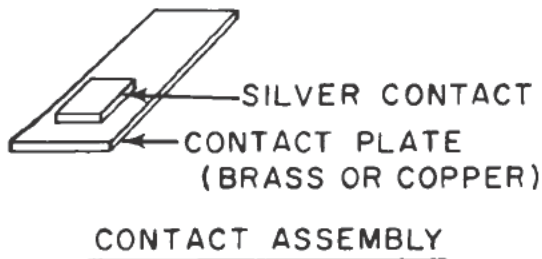 SILVER CONTACT
CONTACT PLATE
(BRASS OR COPPER)
CONTACT ASSEMBLY